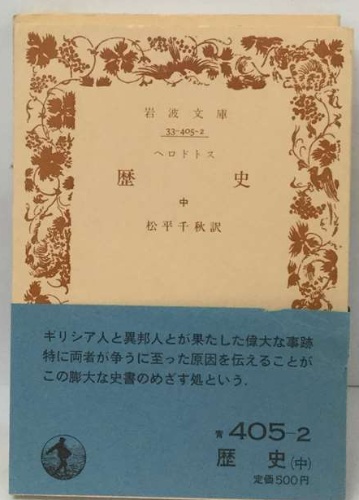 岩波文庫
33-405-2
ヘロドトス
歴史
中
松平千秋訳
ギリシア人と異邦人とが果たした偉大な事跡
特に両者が争うに至った原因を伝えることが
この膨大な史書のめざす処という.
青 405-2
歴史(中)
定価500円